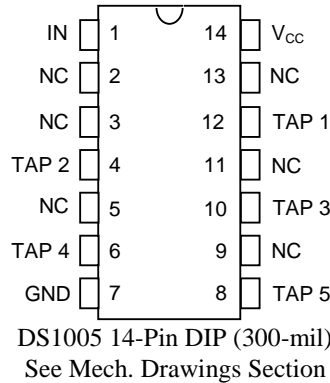 IN 1 14 VCC
NC 2 13 NC
NC 3 12 TAP 1
TAP 2 4 11 NC
NC 5 10 TAP 3
TAP 4 6 9 NC
GND 7 8 TAP 5
DS1005 14-Pin DIP (300-mil)
See Mech. Drawings Section